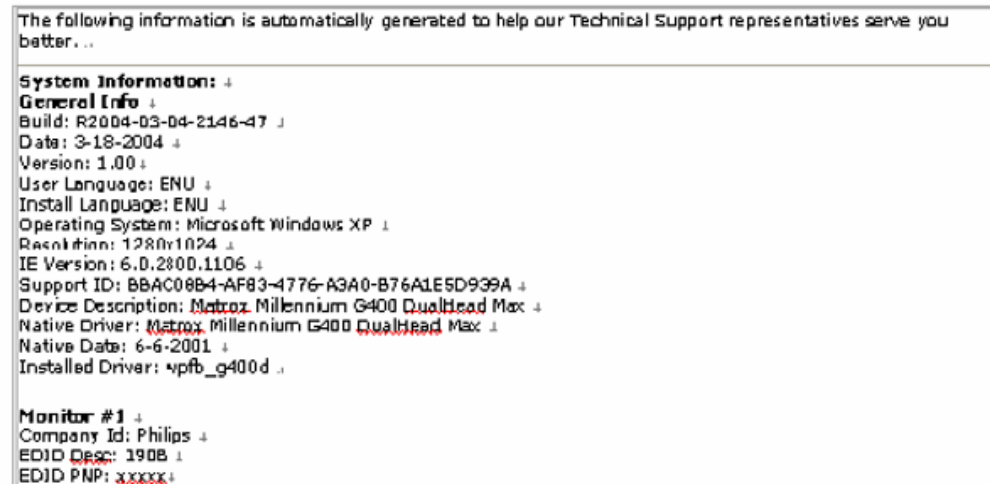 The following information is automatically generated to help our Technical Support representatives serve you
better...
System Information:
General Info
Build: R2004-03-04-2146-47
Date: 3-18-2004
Version: 1.00
User Language: ENU
Install Language: ENU
Operating System: Microsoft Windows XP
Resolution: 1280x1024
IE Version: 6.0.2800.1106
Support ID: BBAC08B4-AF83-4776-A3A0-B76A1E5D939A
Device Description: Matrox Millennium G400 DualHead Max
Native Driver: Matrox Millennium G400 DualHead Max
Native Date: 6-6-2001
Installed Driver: vpfb_g400d
Monitor #1
Company Id: Philips
EDID Desc: 190B
EDID PNP: xxxxx